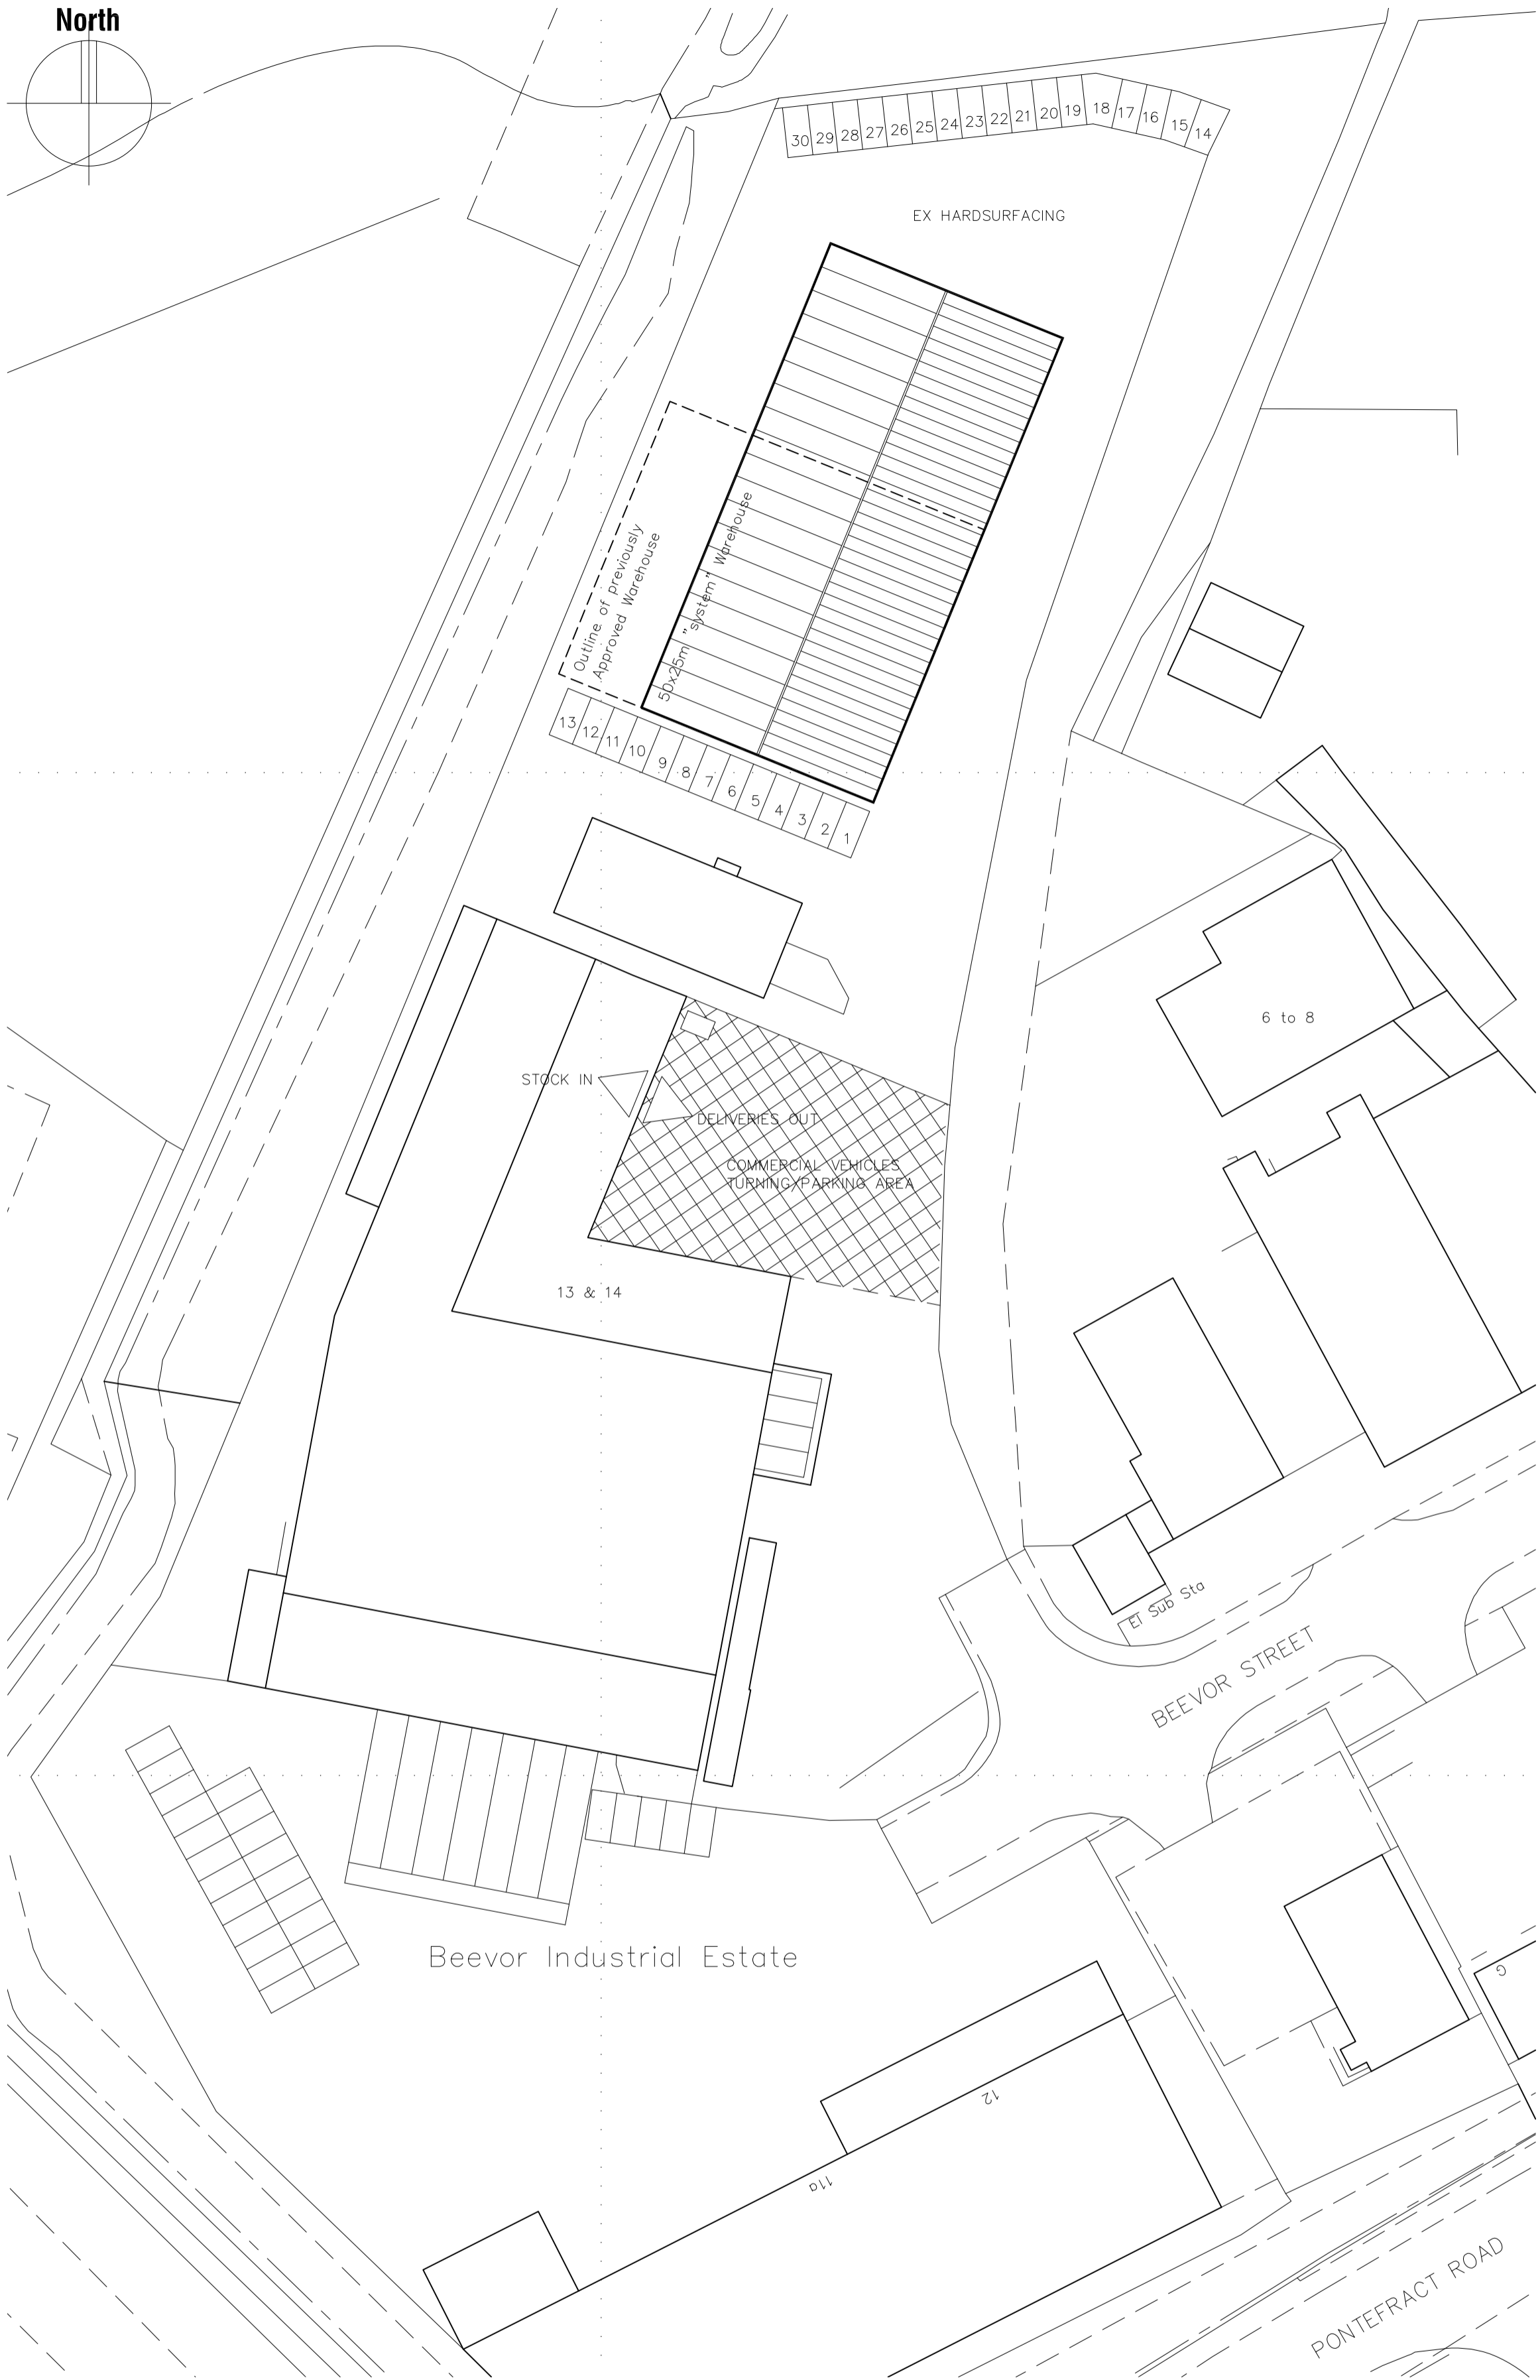 North
30 29 28 27 26 25 24 23 22 21 20 19 18 17 16 15 14
EX HARDSURFACING
Outline of previously
Approved Warehouse
50x25m "system" Warehouse
13 12 11 10 9 8 7 6 5 4 3 2 1
6 to 8
STOCK IN
DELIVERIES OUT
COMMERCIAL VEHICLES
TURNING/PARKING AREA
13 & 14
El Sub Sta
BEEVOR STREET
Beevor Industrial Estate
G
12
11a
PONTEFRACT ROAD